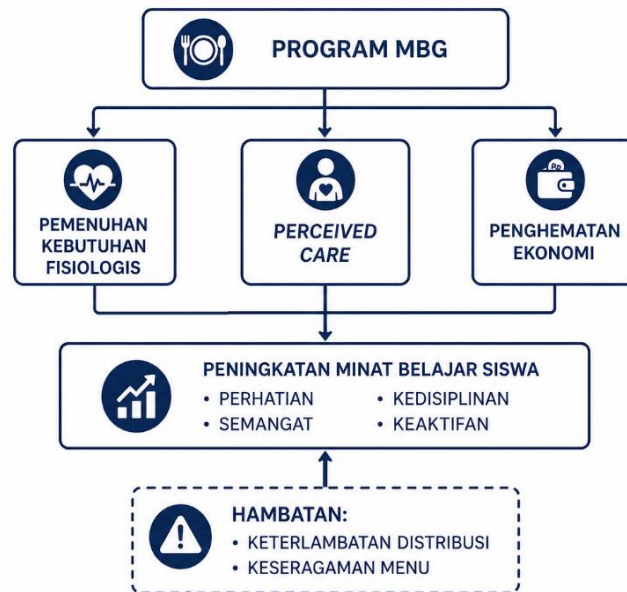 PROGRAM MBG
PEMENUHAN
KEBUTUHAN
FISIOLOGIS
PERCEIVED
CARE
Rp
PENGHEMATAN
EKONOMI
PENINGKATAN MINAT BELAJAR SISWA
• PERHATIAN
• SEMANGAT
• KEDISIPLINAN
• KEAKTIFAN
HAMBATAN:
• KETERLAMBATAN DISTRIBUSI
• KESERAGAMAN MENU